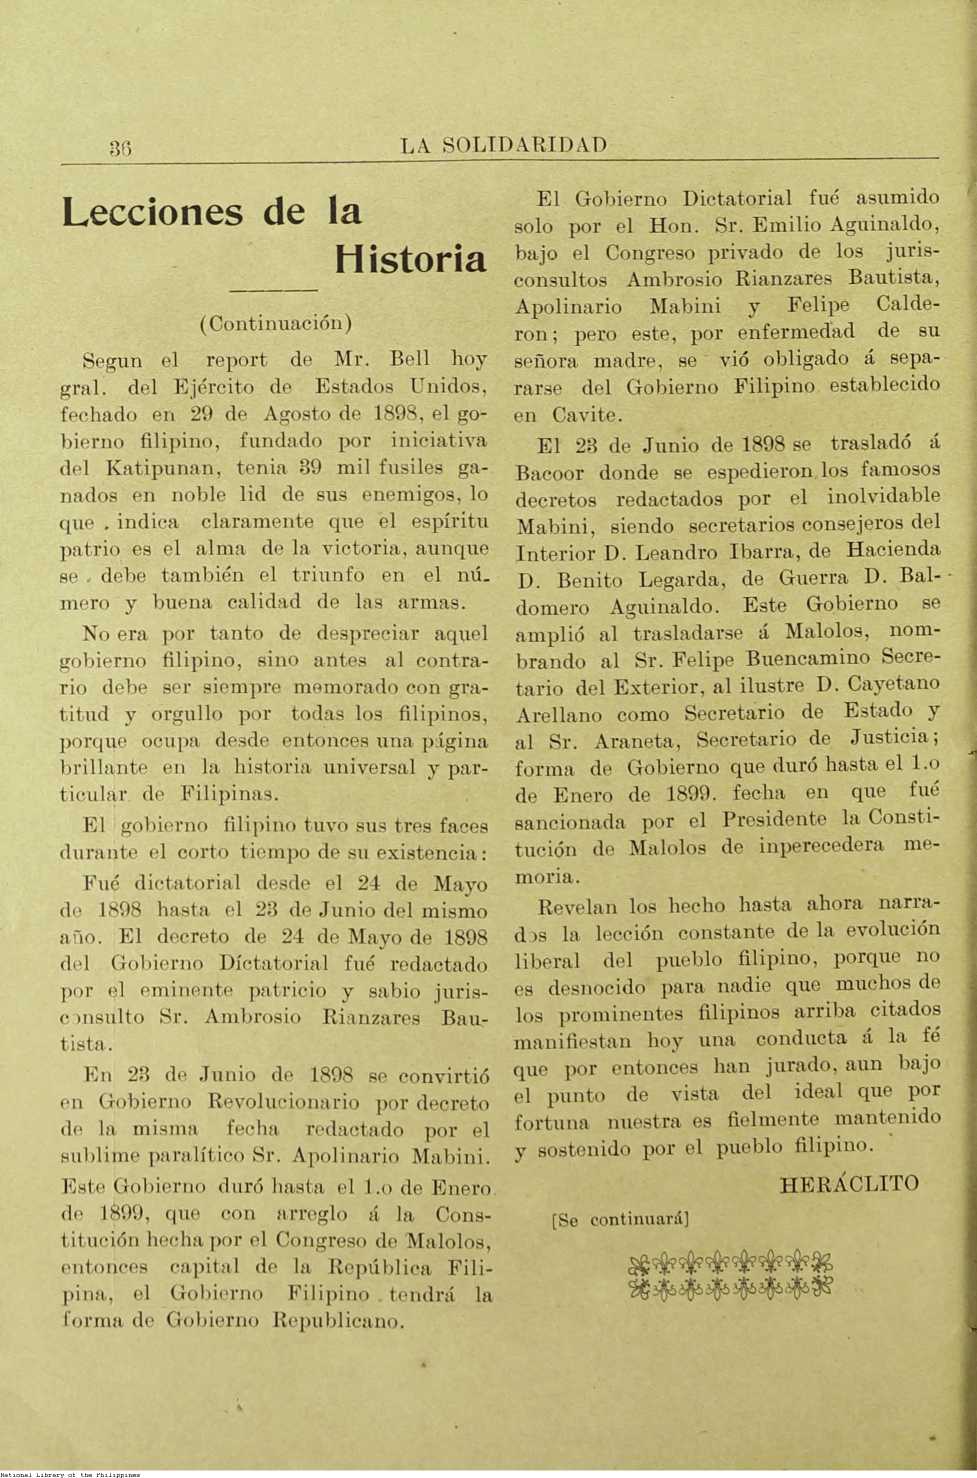 36
LA SOLIDARIDAD
Lecciones de la
Historia
(Continuación)
Segun el report de Mr. Bell hoy
gral. del Ejército de Estados Unidos,
fechado en 29 de Agosto de 1898, el go-
bierno filipino, fundado por iniciativa
del Katipunan, tenia 39 mil fusiles ga-
nados en noble lid de sus enemigos, lo
que indica claramente que el espíritu
patrio es el alma de la victoria, aunque
se debe también el triunfo en el nú-
mero y buena calidad de las armas.
No era por tanto de despreciar aquel
gobierno filipino, sino antes al contra-
rio debe ser siempre memorado con gra-
titud y orgullo por todas los filipinos,
porque ocupa desde entonces una página
brillante en la historia universal y par-
ticular de Filipinas.
El gobierno filipino tuvo sus tres faces
durante el corto tiempo de su existencia:
Fué dictatorial desde el 24 de Mayo
de 1898 hasta el 23 de Junio del mismo
año. El decreto de 24 de Mayo de 1898
del Gobierno Díctatorial fué redactado
por el eminente patricio y sabio juris-
consulto Sr. Ambrosio Rianzares Bau-
tista.
En 23 de Junio de 1898 se convirtió
en Gobierno Revolucionario por decreto
de la misma fecha redactado por el
sublime paralítico Sr. Apolinario Mabini.
Este Gobierno duró hasta el 1.o de Enero
de 1899, que con arreglo á la Cons-
titución hecha por el Congreso de Malolos,
entonces capital de la República Fili-
pina, el Gobierno Filipino tendrá la
forma de Gobierno Republicano.
El Gobierno Dictatorial fué asumido
solo por el Hon. Sr. Emilio Aguinaldo,
bajo el Congreso privado de los juris-
consultos Ambrosio Rianzares Bautista,
Apolinario Mabini y Felipe Calde-
ron; pero este, por enfermedad de su
señora madre, se vió obligado á sepa-
rarse del Gobierno Filipino establecido
en Cavite.
El 23 de Junio de 1898 se trasladó á
Bacoor donde se espedieron los famosos
decretos redactados por el inolvidable
Mabini, siendo secretarios consejeros del
Interior D. Leandro Ibarra, de Hacienda
D. Benito Legarda, de Guerra D. Bal-
domero Aguinaldo. Este Gobierno se
amplió al trasladarse á Malolos, nom-
brando al Sr. Felipe Buencamino Secre-
tario del Exterior, al ilustre D. Cayetano
Arellano como Secretario de Estado y
al Sr. Araneta, Secretario de Justicia;
forma de Gobierno que duró hasta el 1.o
de Enero de 1899. fecha en que fué
sancionada por el Presidente la Consti-
tución de Malolos de inperecedera me-
moria.
Revelan los hecho hasta ahora narra-
dos la lección constante de la evolución
liberal del pueblo filipino, porque no
es desnocido para nadie que muchos de
los prominentes filipinos arriba citados
manifiestan hoy una conducta á la fé
que por entonces han jurado, aun bajo
el punto de vista del ideal que por
fortuna nuestra es fielmente mantenido
y sostenido por el pueblo filipino.
HERÁCLITO
[Se continuará]
National Library of the Philippines